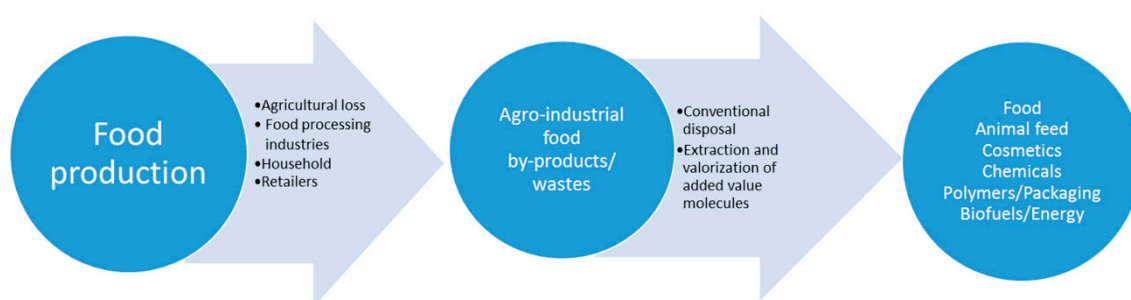 Food
production
•Agricultural loss
• Food processing
industries
•Household
•Retailers
Agro-industrial
food
by-products/
wastes
•Conventional
disposal
•Extraction and
valorization of
added value
molecules
Food
Animal feed
Cosmetics
Chemicals
Polymers/Packaging
Biofuels/Energy